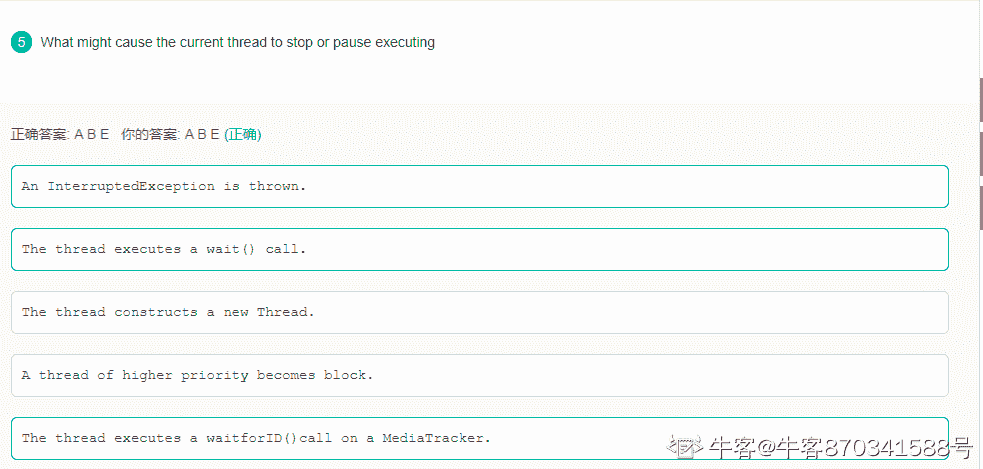 5 What might cause the current thread to stop or pause executing
正确答案: A B E 你的答案: A B E (正确)
An InterruptedException is thrown.
The thread executes a wait() call.
The thread constructs a new Thread.
A thread of higher priority becomes block.
The thread executes a waitforID()call on a MediaTracker.
牛客@牛客870341588号